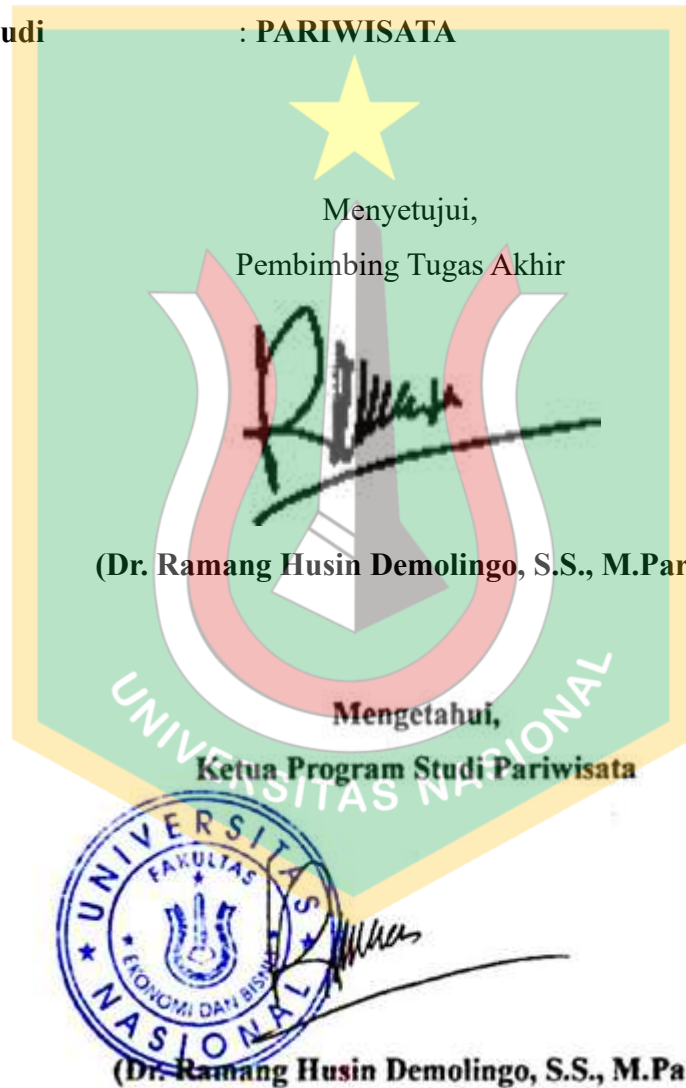 udi : PARIWISATA
Menyetujui,
Pembimbing Tugas Akhir
(Dr. Ramang Husin Demolingo, S.S., M.Par
UNIVERSITAS NASIONAL
Mengetahui,
Ketua Program Studi Pariwisata
UNIVERSITAS
FAKULTAS
EKONOMI DAN BISNIS
NASIONAL
(Dr. Ramang Husin Demolingo, S.S., M.Pa